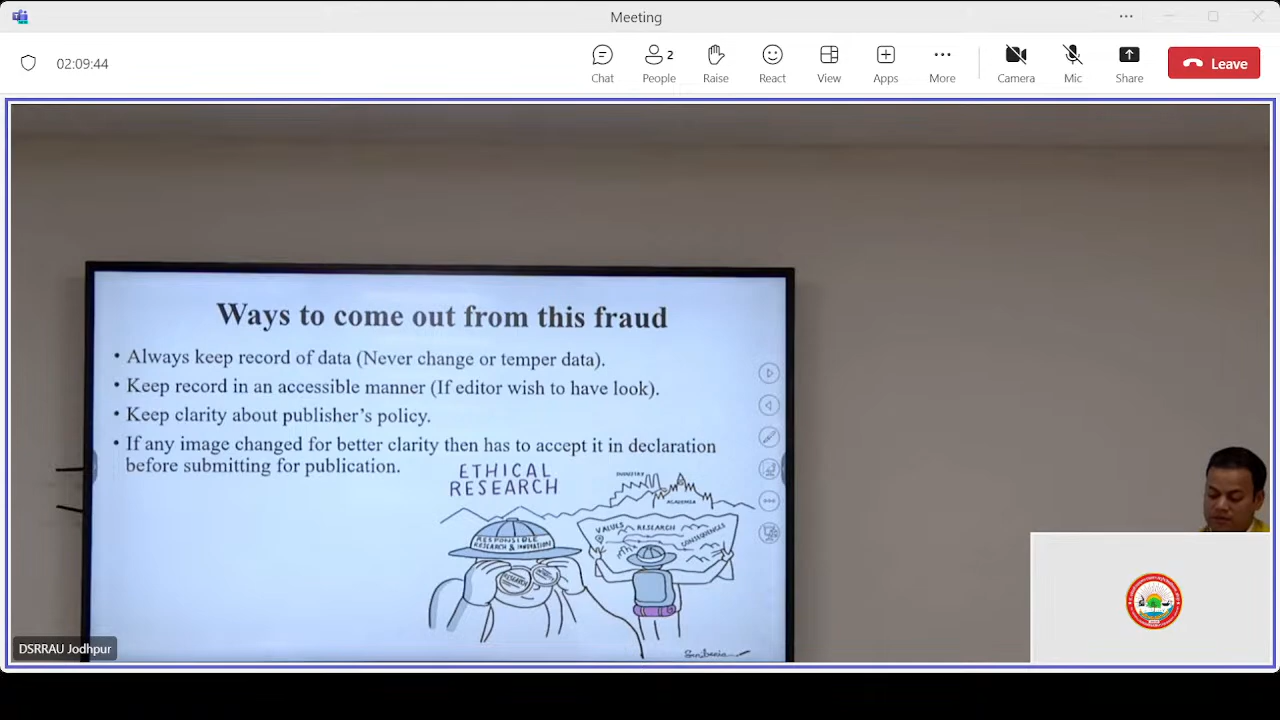 Meeting
02:09:44
Chat
People
2
Raise
React
View
Apps
More
Camera
Mic
Share
Leave
Ways to come out from this fraud
• Always keep record of data (Never change or temper data).
• Keep record in an accessible manner (If editor wish to have look).
• Keep clarity about publisher's policy.
• If any image changed for better clarity then has to accept it in declaration
before submitting for publication.
ETHICAL
RESEARCH
INDUSTRY
ACADEMIA
VALUES
RESEARCH
CONSEQUENCES
RESPONSIBLE
RESEARCH & INNOVATION
RESEARCH
DSRRAU Jodhpur